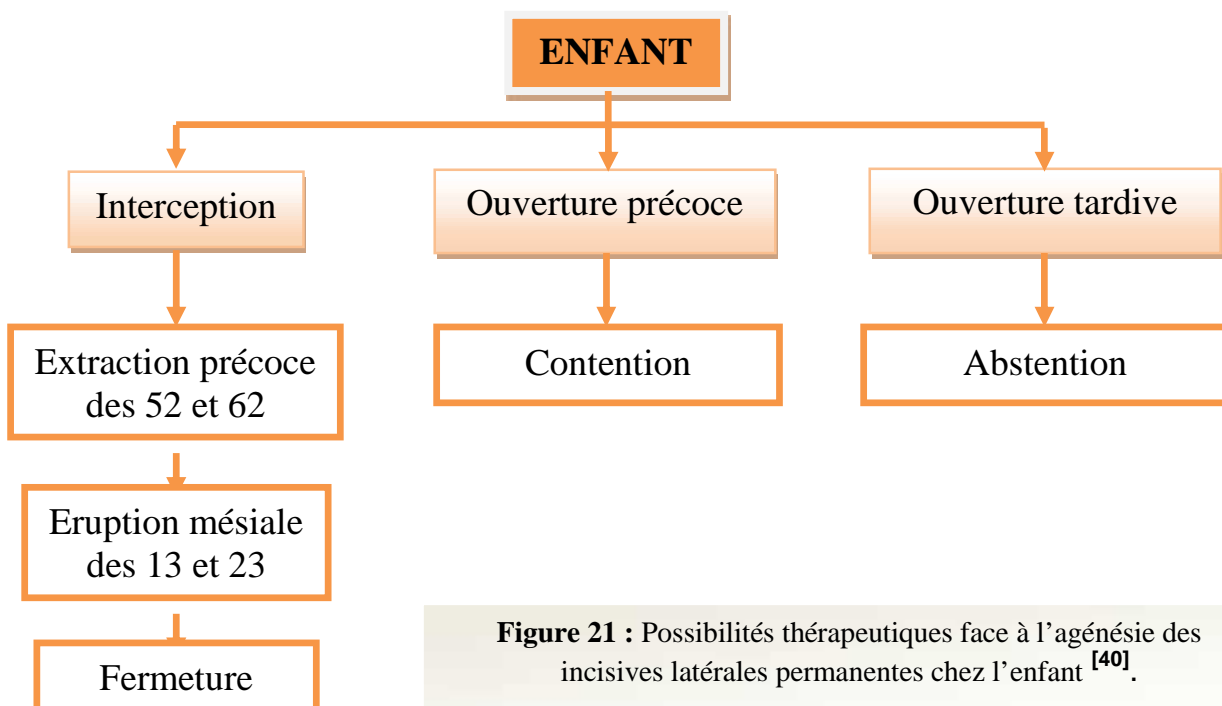 ENFANT
Interception
Ouverture précoce
Ouverture tardive
Extraction précoce
des 52 et 62
Contention
Abstention
Eruption mésiale
des 13 et 23
Fermeture
Figure 21 : Possibilités thérapeutiques face à l’agénésie des
incisives latérales permanentes chez l’enfant [40].